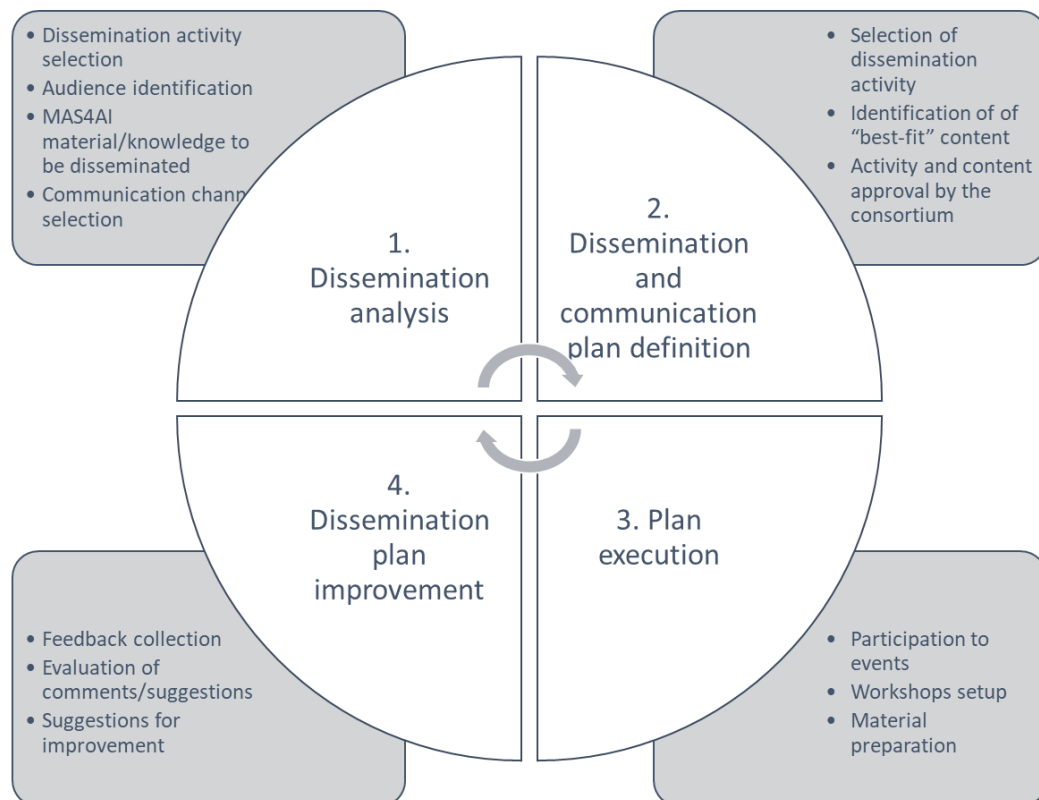 • Dissemination activity
selection
• Audience identification
• MAS4AI
material/knowledge to
be disseminated
• Communication chann
selection
• Selection of
dissemination
activity
• Identification of of
“best-fit” content
• Activity and content
approval by the
consortium
1.
Dissemination
analysis
2.
Dissemination
and
communication
plan definition
4.
Dissemination
plan
improvement
3. Plan
execution
• Feedback collection
• Evaluation of
comments/suggestions
• Suggestions for
improvement
• Participation to
events
• Workshops setup
• Material
preparation